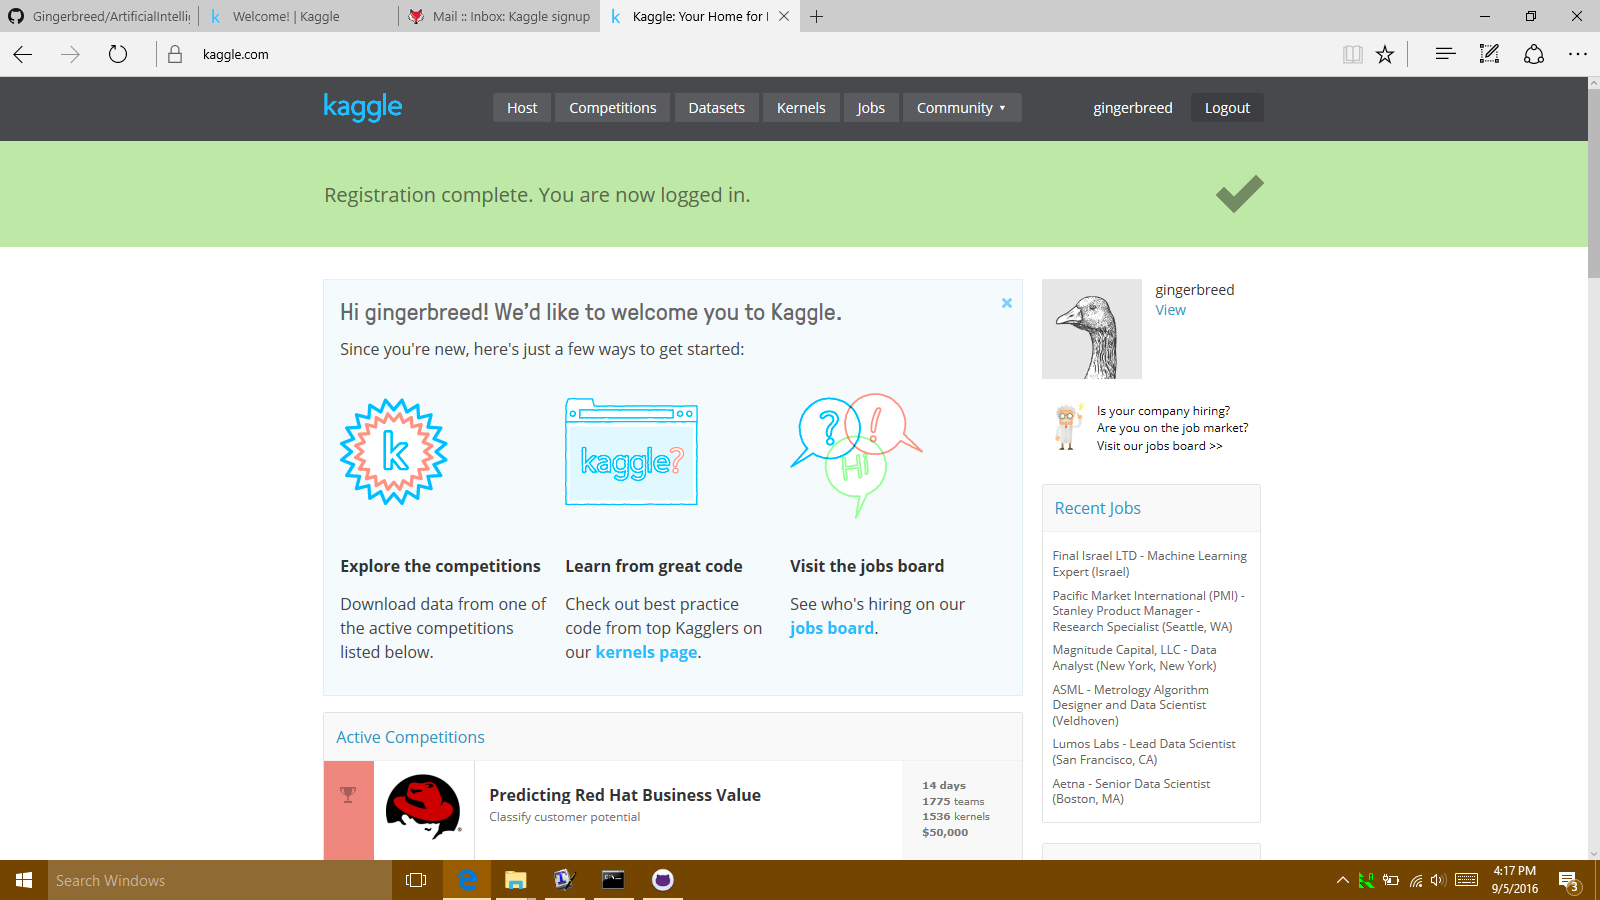 Gingerbreed/ArtificialIntelli
Welcome! | Kaggle
Mail :: Inbox: Kaggle signup
Kaggle: Your Home for
kaggle.com
kaggle
Host
Competitions
Datasets
Kernels
Jobs
Community
gingerbreed
Logout
Registration complete. You are now logged in.
Hi gingerbreed! We'd like to welcome you to Kaggle.
Since you're new, here's just a few ways to get started:
k
kaggle?
? ! HI
Explore the competitions
Download data from one of
the active competitions
listed below.
Learn from great code
Check out best practice
code from top Kagglers on
our kernels page.
Visit the jobs board
See who's hiring on our
jobs board.
Active Competitions
Predicting Red Hat Business Value
Classify customer potential
14 days
1775 teams
1536 kernels
$50,000
gingerbreed
View
Is your company hiring?
Are you on the job market?
Visit our jobs board >>
Recent Jobs
Final Israel LTD - Machine Learning
Expert (Israel)
Pacific Market International (PMI) -
Stanley Product Manager -
Research Specialist (Seattle, WA)
Magnitude Capital, LLC - Data
Analyst (New York, New York)
ASML - Metrology Algorithm
Designer and Data Scientist
(Veldhoven)
Lumos Labs - Lead Data Scientist
(San Francisco, CA)
Aetna - Senior Data Scientist
(Boston, MA)
Search Windows
4:17 PM
9/5/2016
3